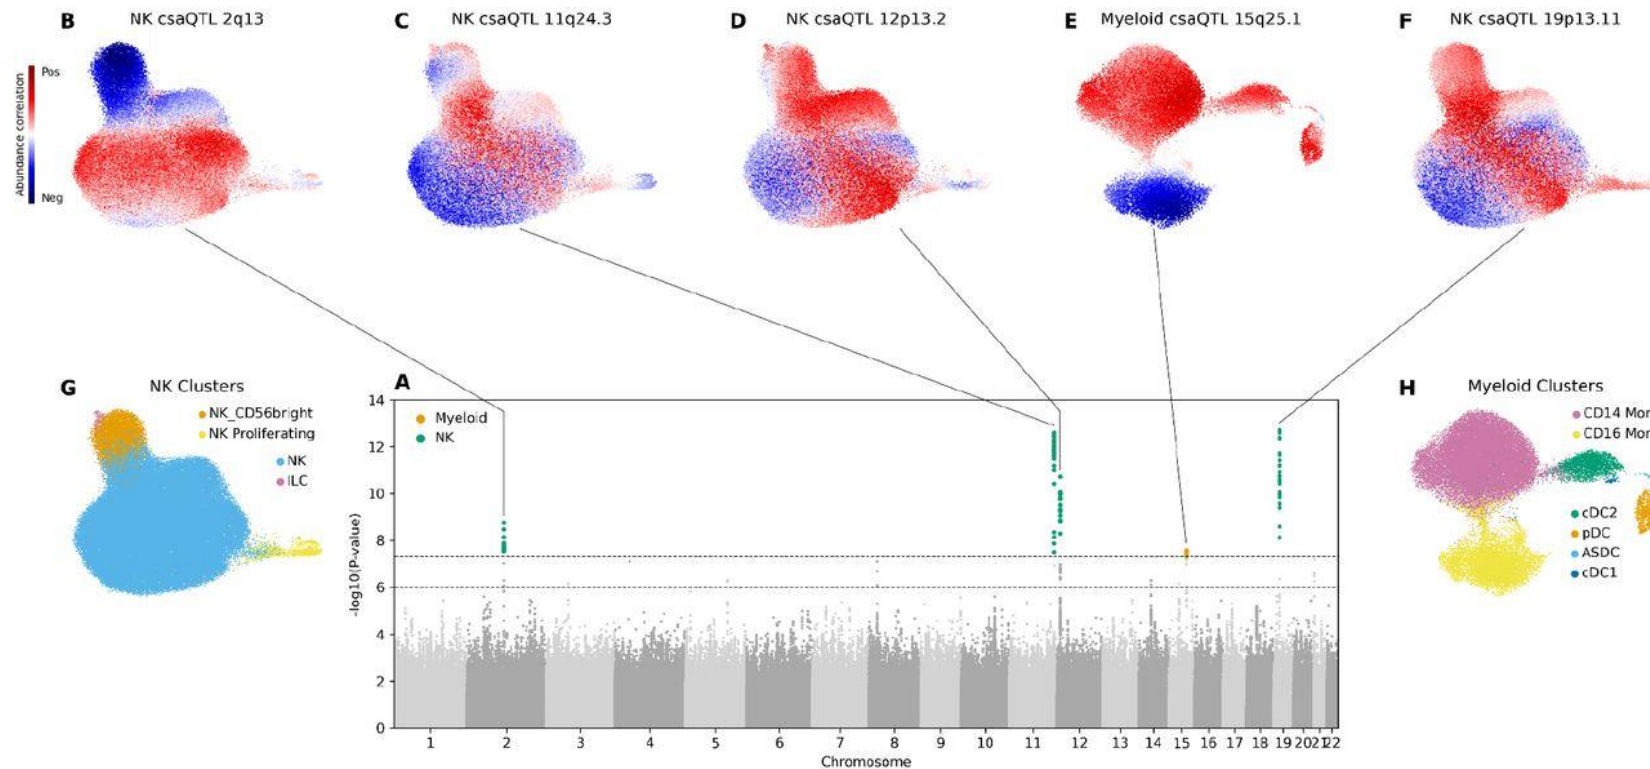 B NK csaQTL 2q13
C NK csaQTL 11q24.3
D NK csaQTL 12p13.2
E Myeloid csaQTL 15q25.1
F NK csaQTL 19p13.11
Abundance correlation
Pos
Neg
G NK Clusters
NK_CD56bright
NK Proliferating
NK
ILC
A
Myeloid
NK
-log10(P-value)
14
12
10
8
6
4
2
0
1 2 3 4 5 6 7 8 9 10 11 12 13 14 15 16 17 18 19 20 21 22
Chromosome
H Myeloid Clusters
CD14 Mon
CD16 Mon
cDC2
pDC
ASDC
cDC1